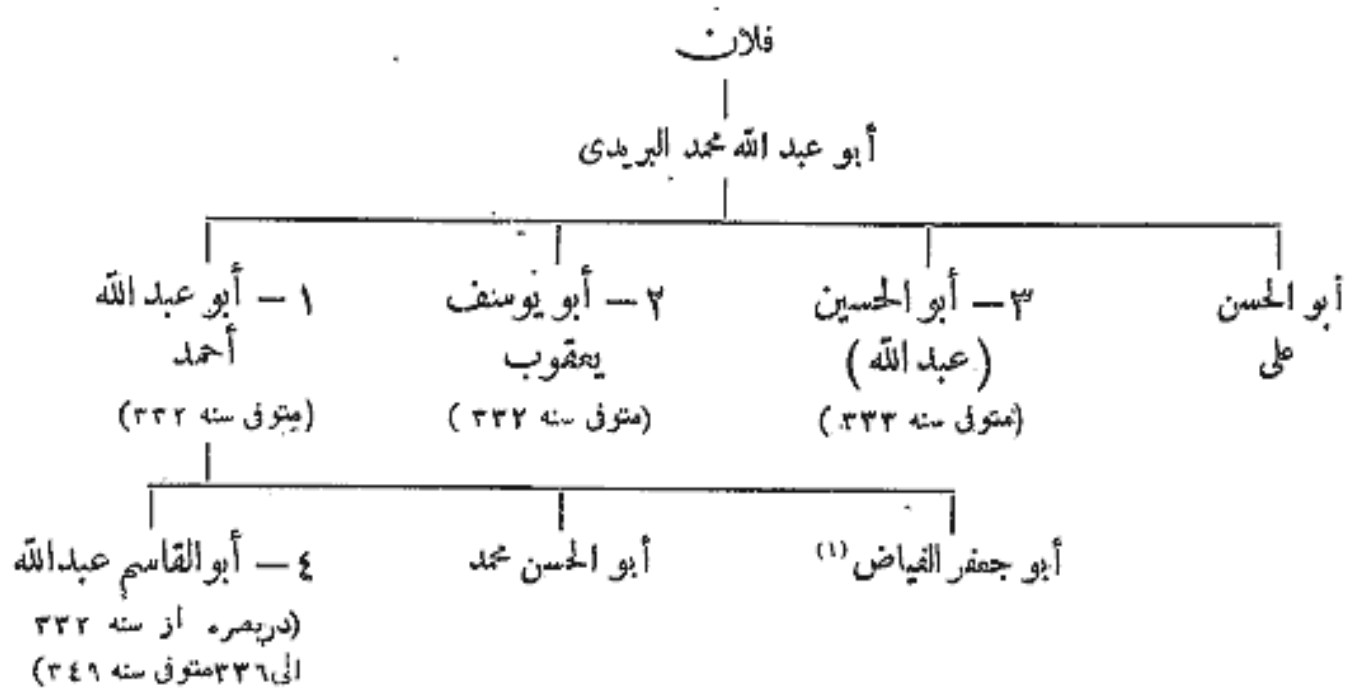 فلان
أبو عبد الله محمد البريدى
أبو الحسن
على
٣ – أبو الحسين
(عبد الله)
(متوفى سنه ٣٣٣)
٢ – أبو يوسف
يعقوب
(متوفى سنه ٣٣٢)
١ – أبو عبد الله
أحمد
(متوفى سنه ٣٣٢)
أبو جعفر الفياض (١)
أبو الحسن محمد
٤ – أبو القاسم عبدالله
(دربصره از سنه ٣٣٢
الى ٣٣٦ متوفى سنه ٣٤٩)